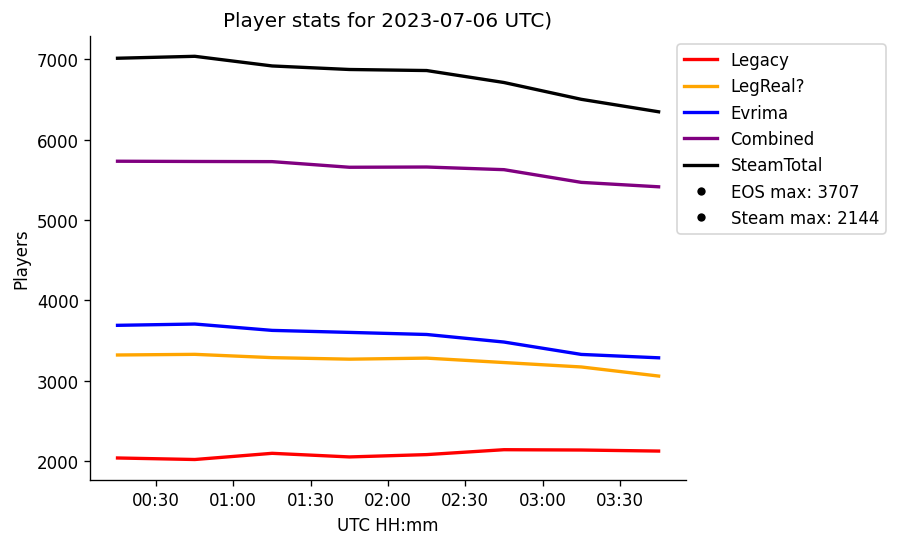 Player stats for 2023-07-06 UTC)
7000
6000
5000
4000
3000
2000
Players
00:30 01:00 01:30 02:00 02:30 03:00 03:30
UTC HH:mm
Legacy
LegReal?
Evrima
Combined
SteamTotal
EOS max: 3707
Steam max: 2144